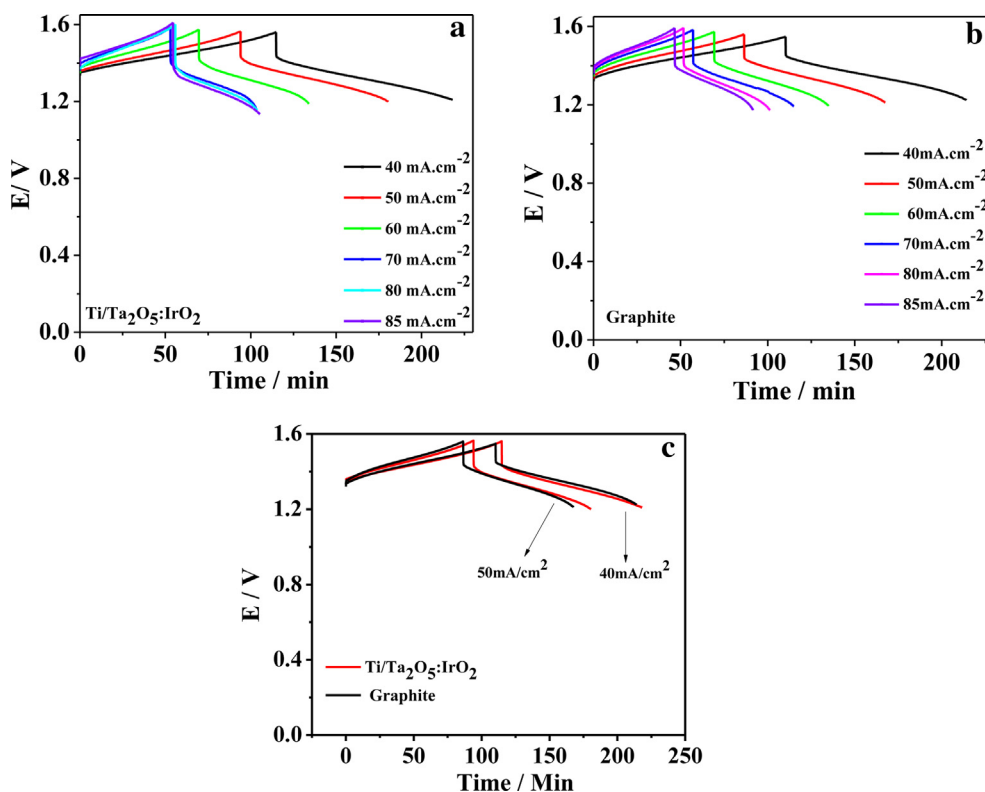 a
1.6
1.2
0.8
0.4
0.0
E/ V
40 mA.cm⁻²
50 mA.cm⁻²
60 mA.cm⁻²
70 mA.cm⁻²
80 mA.cm⁻²
85 mA.cm⁻²
Ti/Ta₂O₅:IrO₂
0 50 100 150 200
Time / min
b
1.6
1.2
0.8
0.4
0.0
E / V
40mA.cm⁻²
50mA.cm⁻²
60mA.cm⁻²
70mA.cm⁻²
80mA.cm⁻²
85mA.cm⁻²
Graphite
0 50 100 150 200
Time / min
c
1.6
1.2
0.8
0.4
0.0
E / V
50mA/cm²
40mA/cm²
Ti/Ta₂O₅:IrO₂
Graphite
0 50 100 150 200 250
Time / Min